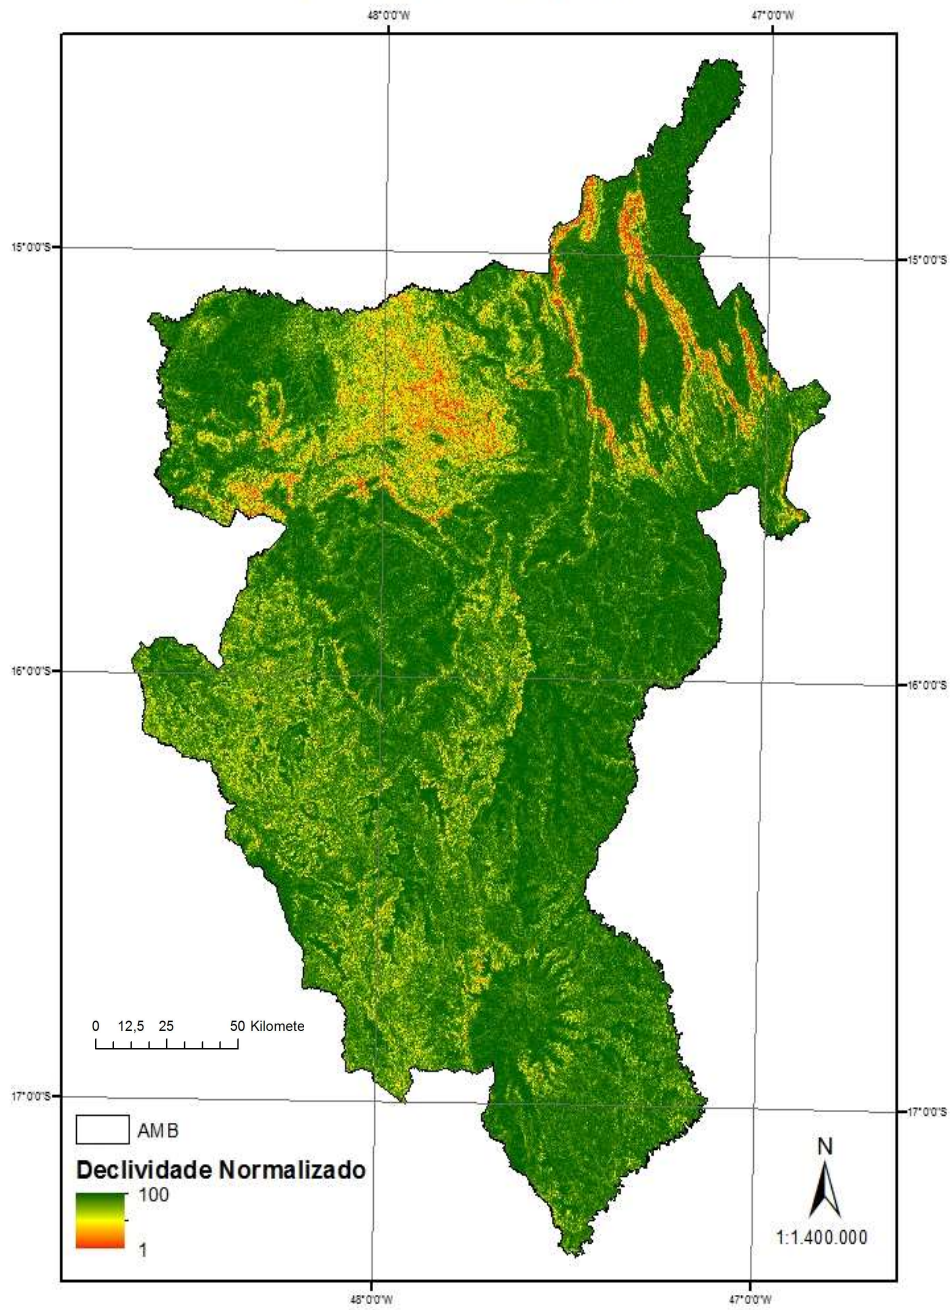 48°0'0"W 47°0'0"W
15°0'0"S 15°0'0"S
16°0'0"S 16°0'0"S
0 12,5 25 50 Kilomete
17°0'0"S 17°0'0"S
AMB
Declividade Normalizado
100
1
N
1:1.400.000
48°0'0"W 47°0'0"W